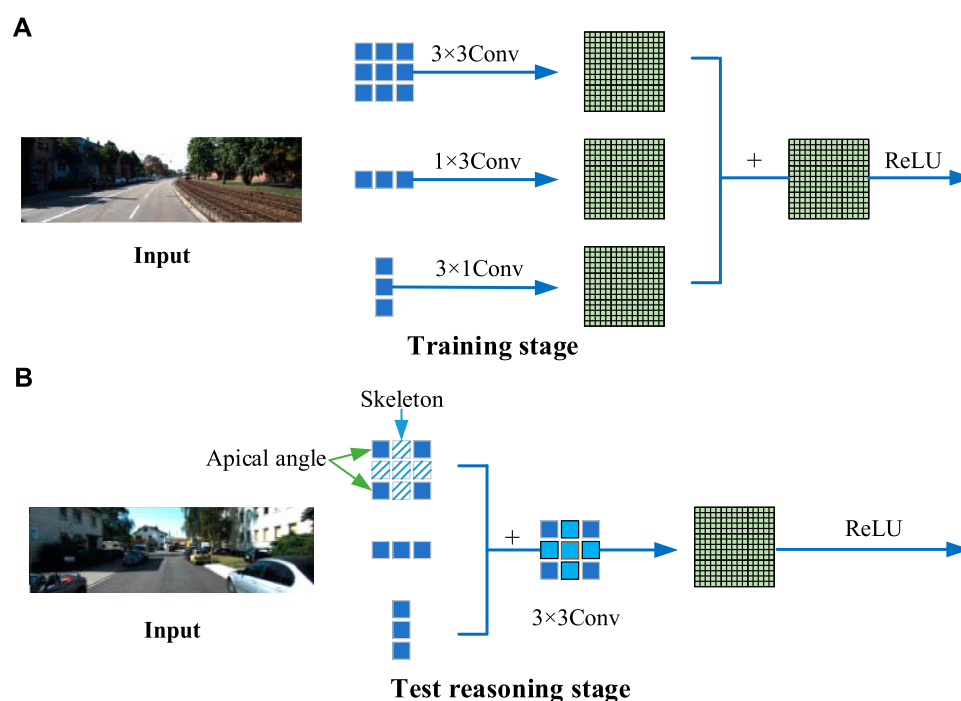 A
3×3Conv
1×3Conv
+
ReLU
Input
3×1Conv
Training stage
B
Skeleton
Apical angle
+
ReLU
3×3Conv
Input
Test reasoning stage